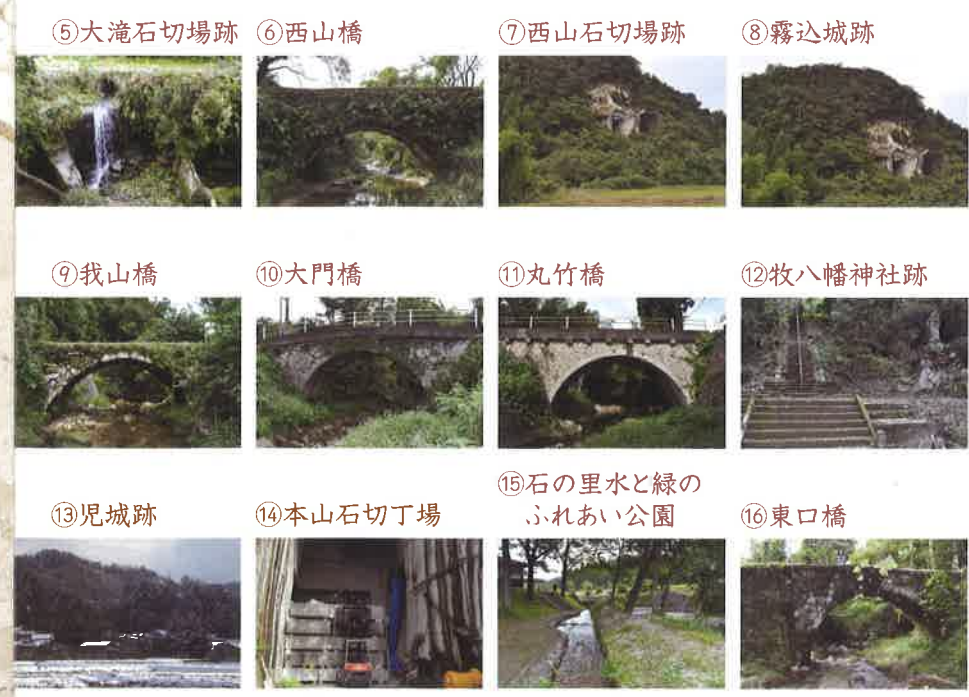 ⑤大滝石切場跡
⑥西山橋
⑦西山石切場跡
⑧霧込城跡
⑨我山橋
⑩大門橋
⑪丸竹橋
⑫牧八幡神社跡
⑬児城跡
⑭本山石切丁場
⑮石の里水と緑の
ふれあい公園
⑯東口橋